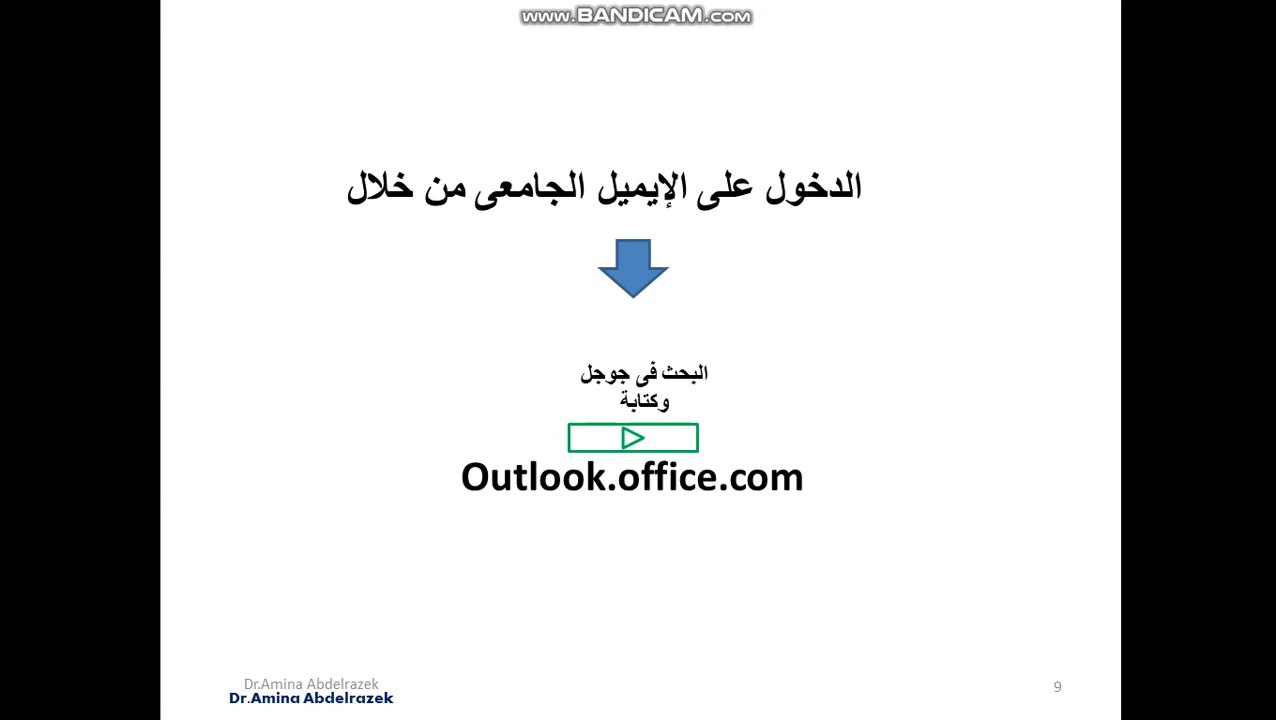 www.BANDICAM.com
الدخول على الإيميل الجامعى من خلال
البحث فى جوجل
وكتابة
Outlook.office.com
Dr.Amina Abdelrazek
Dr.Amina Abdelrazek
9